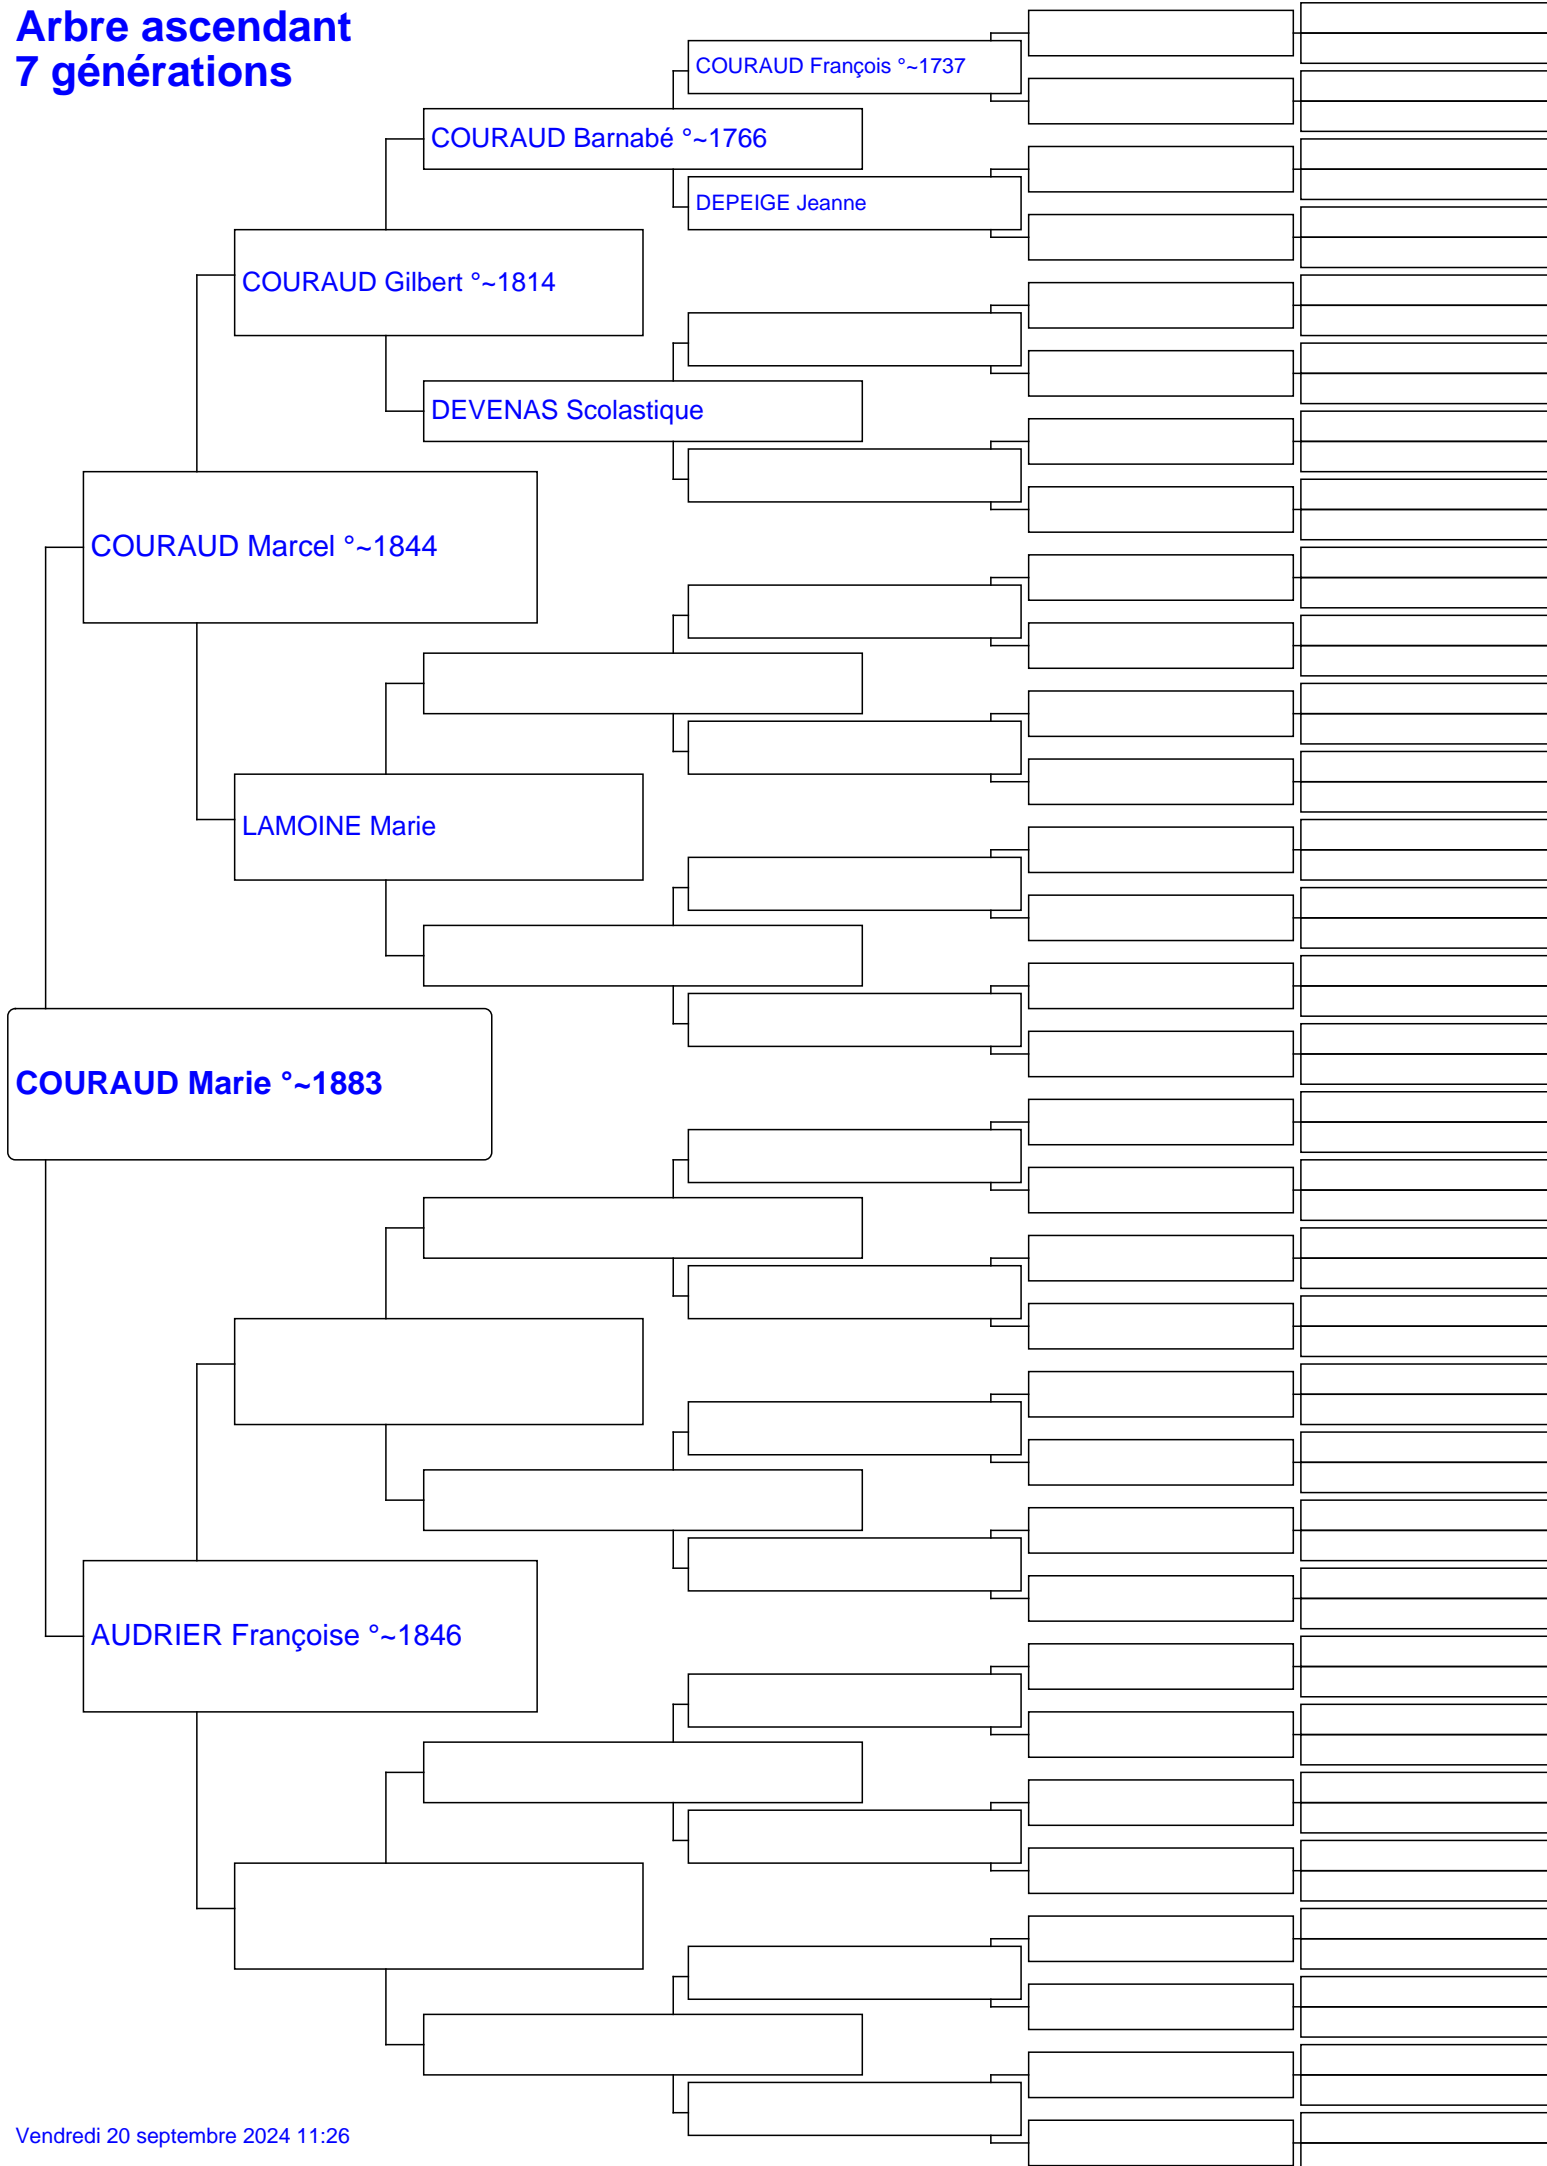 Arbre ascendant
7 générations
COURAUD François °~1737
COURAUD Barnabé °~1766
DEPEIGE Jeanne
COURAUD Gilbert °~1814
DEVENAS Scolastique
COURAUD Marcel °~1844
LAMOINE Marie
COURAUD Marie °~1883
AUDRIER Françoise °~1846
Vendredi 20 septembre 2024 11:26